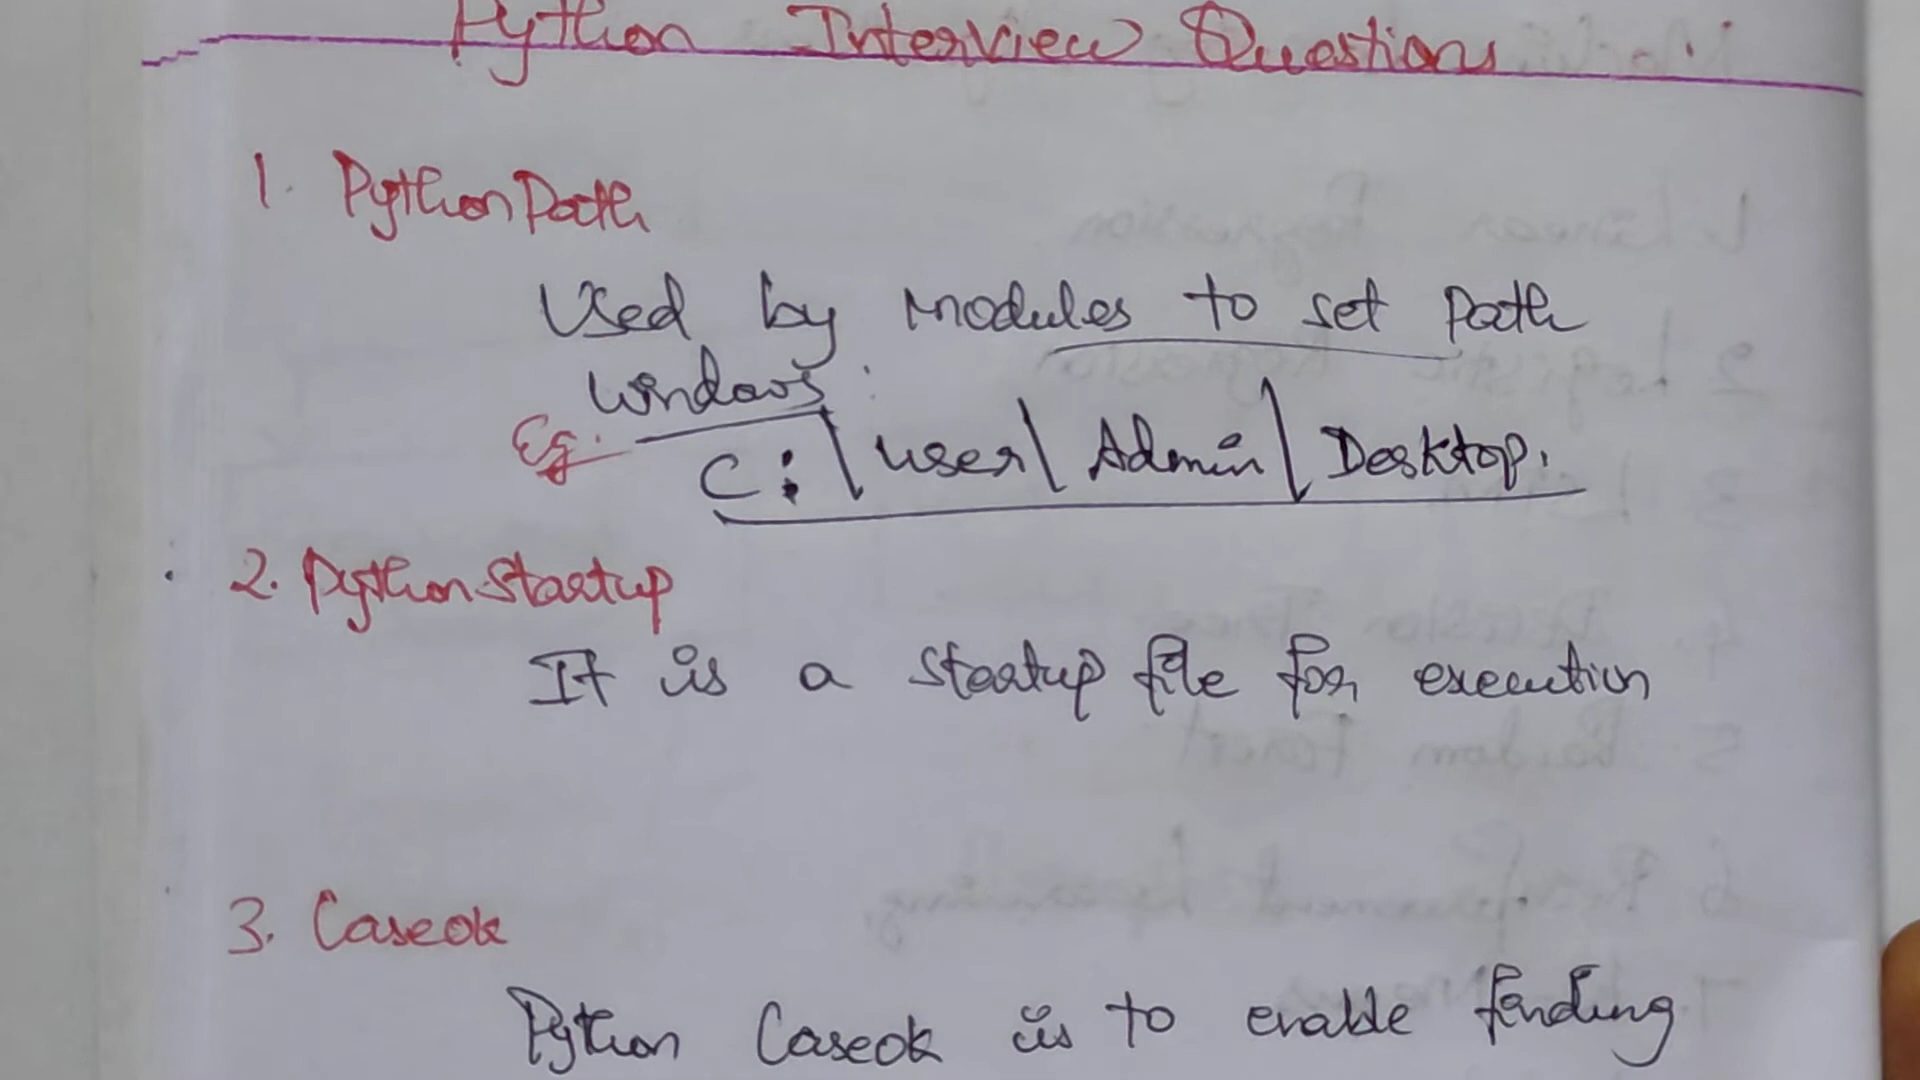 Python Interview Questions
1. Python Path
Used by modules to set path
Windows:
Eg:
C:\user\Admin\Desktop.
2. Python Startup
It is a startup file for execution
3. Caseok
Python Caseok is to enable finding